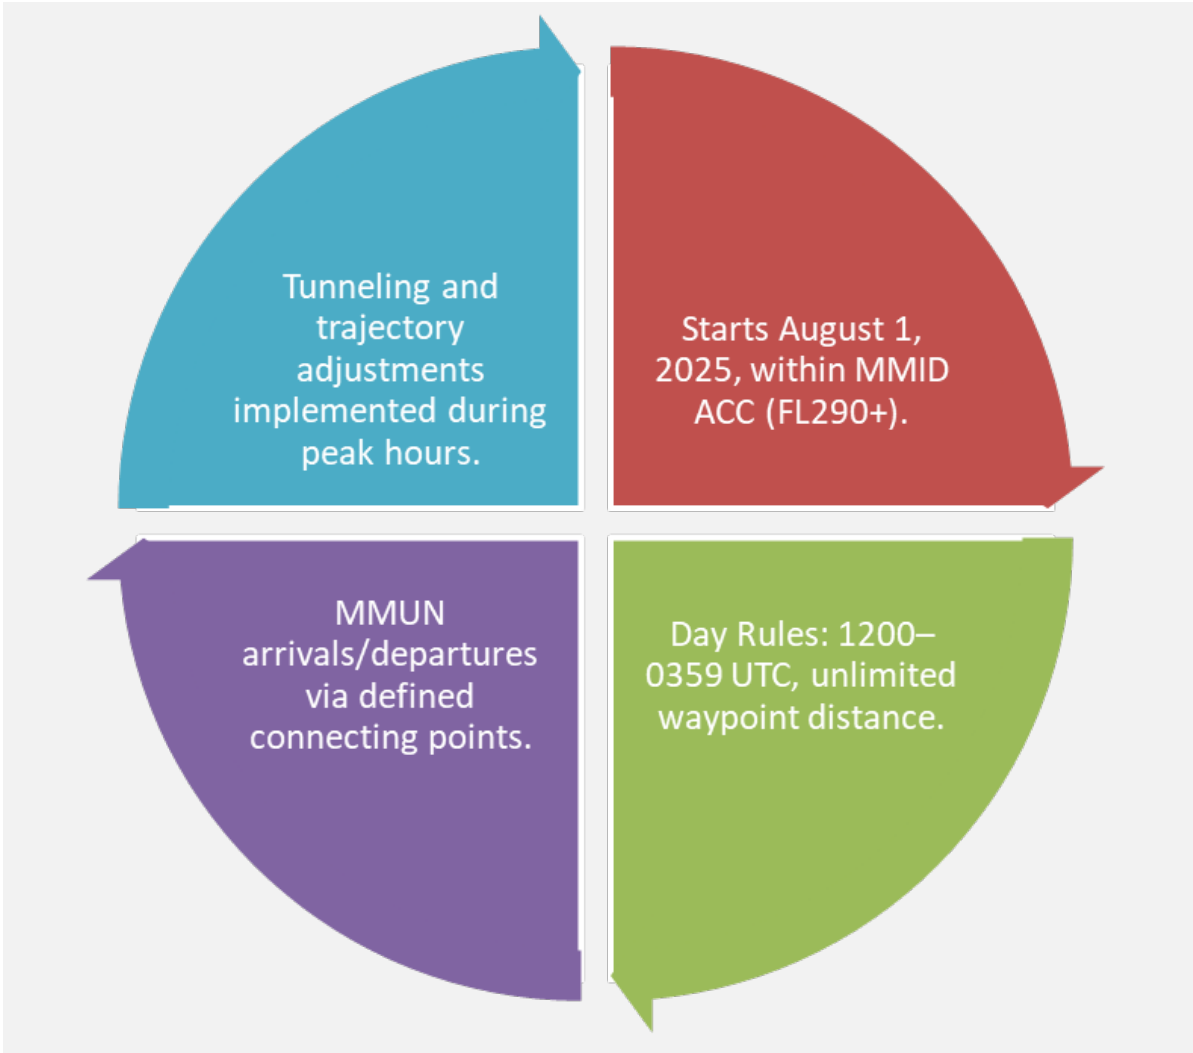 Tunneling and
trajectory
adjustments
implemented during
peak hours.
Starts August 1,
2025, within MMID
ACC (FL290+).
MMUN
arrivals/departures
via defined
connecting points.
Day Rules: 1200–
0359 UTC, unlimited
waypoint distance.